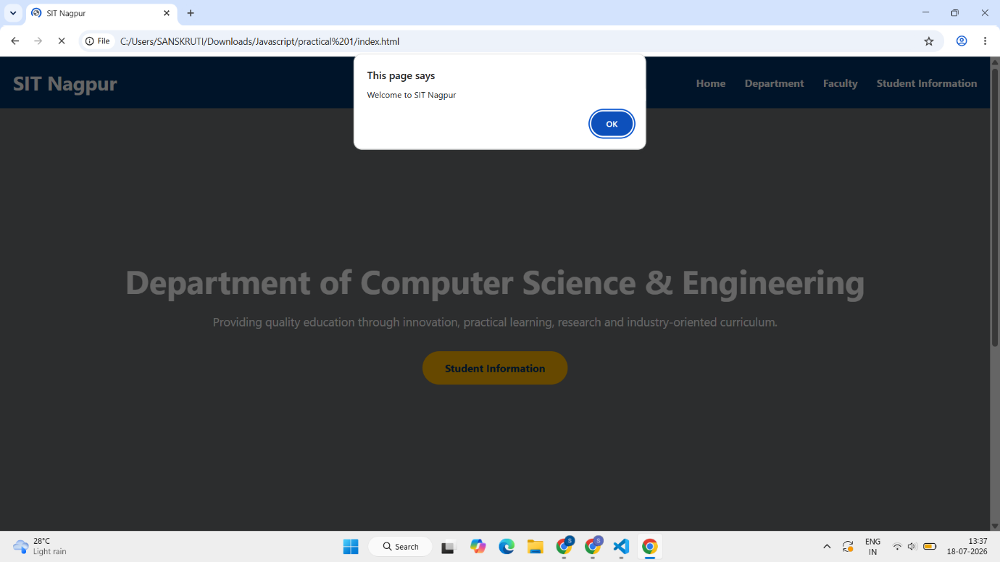 SIT Nagpur
File
C:/Users/SANSKRUTI/Downloads/Javascript/practical%201/index.html
This page says
Welcome to SIT Nagpur
OK
SIT Nagpur
Home
Department
Faculty
Student Information
Department of Computer Science & Engineering
Providing quality education through innovation, practical learning, research and industry-oriented curriculum.
Student Information
28°C
Light rain
Search
S
S
ENG
IN
13:37
18-07-2026